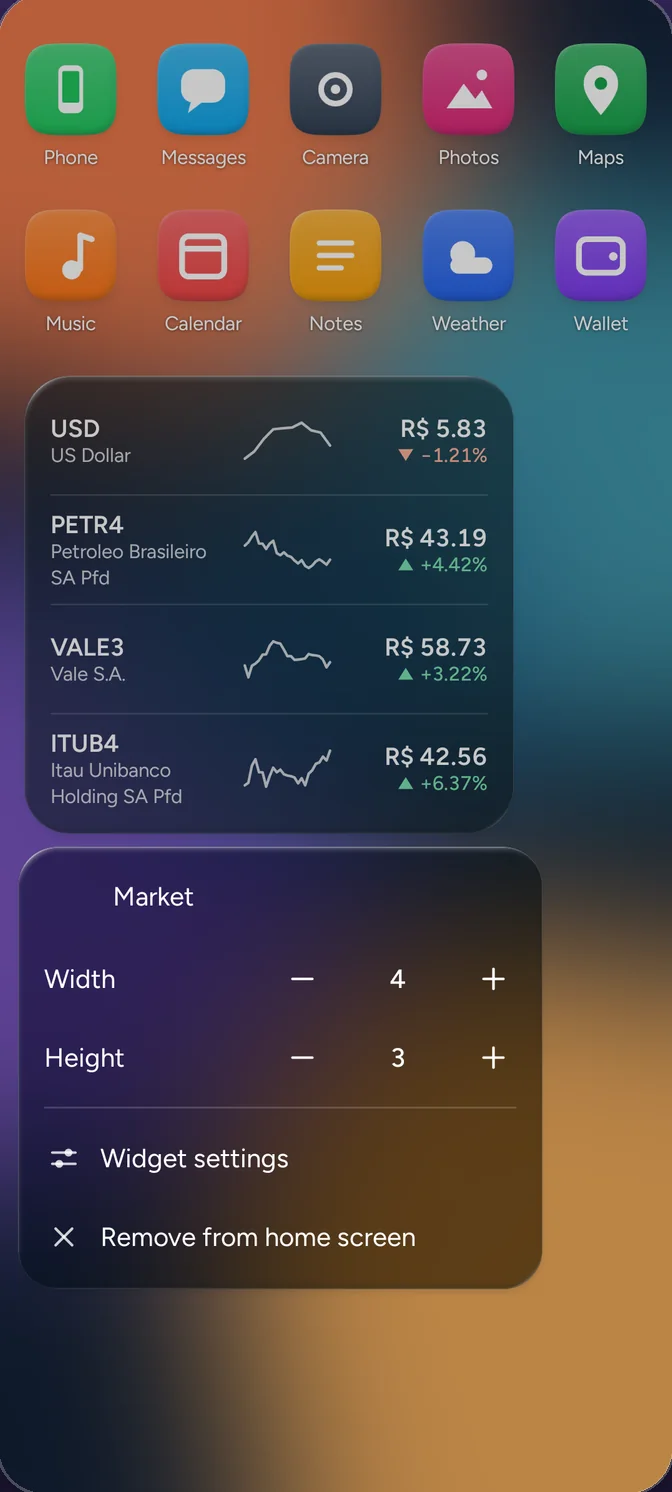 Phone Messages Camera Photos Maps
Music Calendar Notes Weather Wallet
USD R$ 5.83
US Dollar ▼ -1.21%
PETR4
Petroleo Brasileiro R$ 43.19
SA Pfd ▲ +4.42%
VALE3 R$ 58.73
Vale S.A. ▲ +3.22%
ITUB4
Itau Unibanco R$ 42.56
Holding SA Pfd ▲ +6.37%
Market
Width − 4 +
Height − 3 +
Widget settings
Remove from home screen